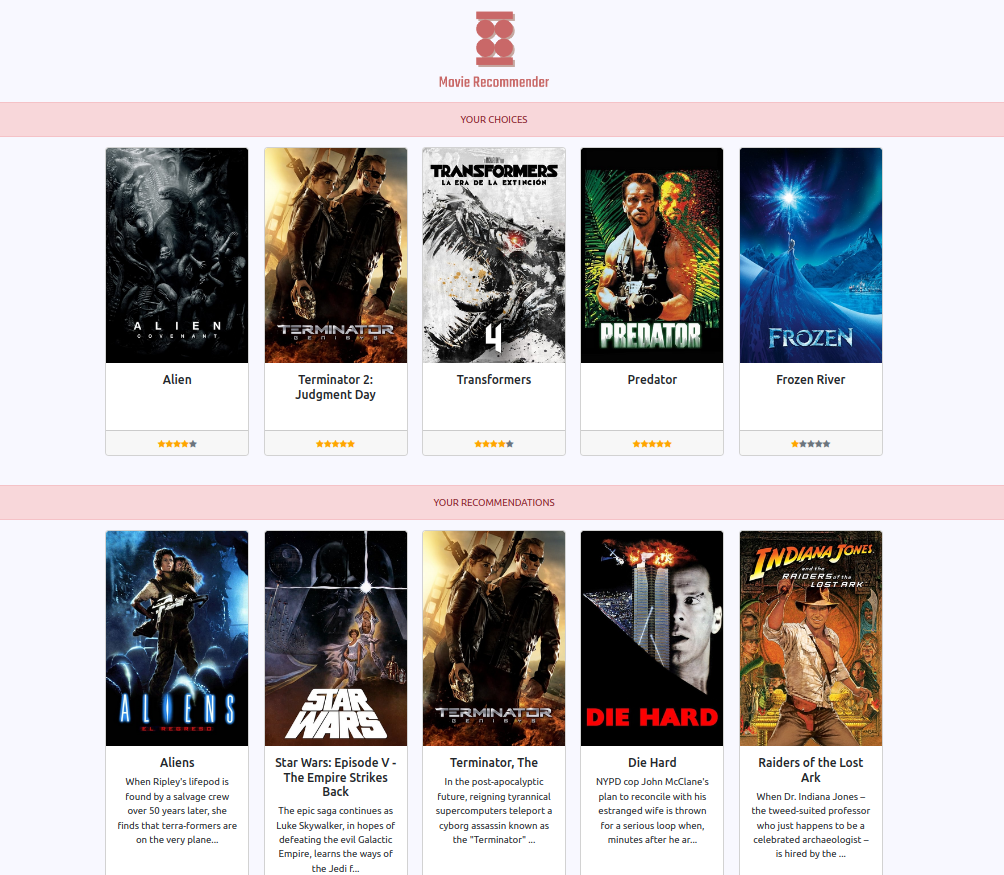 Movie Recommender
YOUR CHOICES
ALIEN
COVENANT
TERMINATOR
GENISYS
TRANSFORMERS
LA ERA DE LA EXTINCIÓN
4
PREDATOR
FROZEN
Alien
Terminator 2:
Judgment Day
Transformers
Predator
Frozen River
YOUR RECOMMENDATIONS
ALIENS
EL REGRESO
STAR
WARS
TERMINATOR
GENISYS
DIE HARD
INDIANA JONES
and the
RAIDERS of the
LOST ARK
Aliens
When Ripley's lifepod is
found by a salvage crew
over 50 years later, she
finds that terra-formers are
on the very plane...
Star Wars: Episode V -
The Empire Strikes
Back
The epic saga continues as
Luke Skywalker, in hopes of
defeating the evil Galactic
Empire, learns the ways of
the Jedi f...
Terminator, The
In the post-apocalyptic
future, reigning tyrannical
supercomputers teleport a
cyborg assassin known as
the "Terminator" ...
Die Hard
NYPD cop John McClane's
plan to reconcile with his
estranged wife is thrown
for a serious loop when,
minutes after he ar...
Raiders of the Lost
Ark
When Dr. Indiana Jones –
the tweed-suited professor
who just happens to be a
celebrated archaeologist –
is hired by the ...